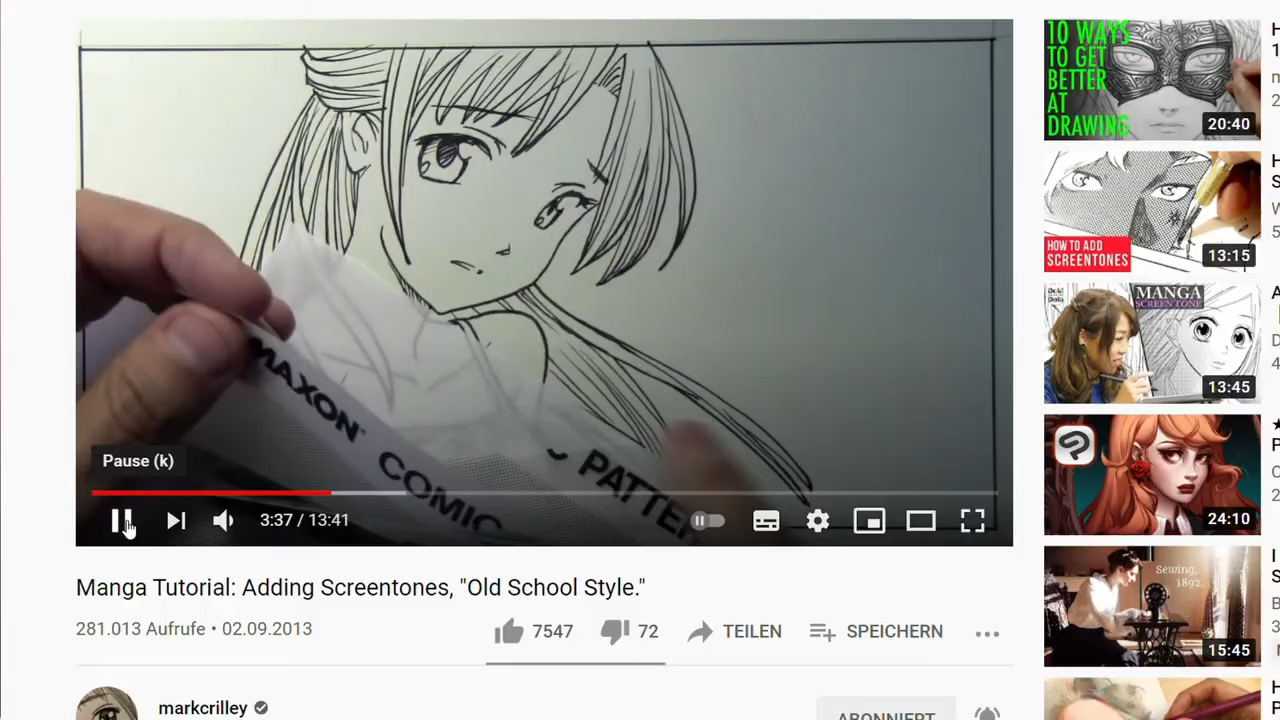 MAXON
COMIC
PATTE
Pause (k)
3:37 / 13:41
Manga Tutorial: Adding Screentones, "Old School Style."
281.013 Aufrufe • 02.09.2013
7547
72
TEILEN
SPEICHERN
markcrilley
ABONNIERT
10 WAYS
TO GET
BETTER
AT
DRAWING
20:40
HOW TO ADD
SCREENTONES
13:15
MANGA
SCREEN TONE
13:45
24:10
Sewing,
1892
15:45